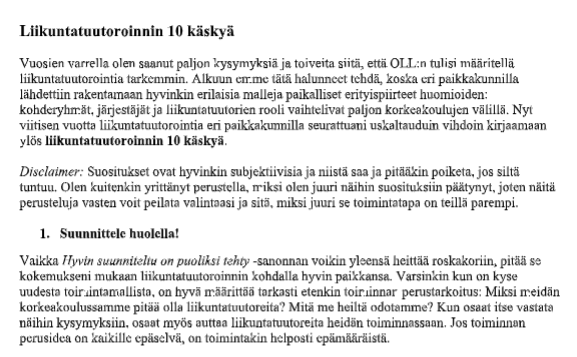 Liikuntatuutoroinnin 10 käskyä
Vuosien varrella olen saanut paljon kysymyksiä ja toiveita siitä, että OLL:n tulisi määritellä
liikuntatuutorointia tarkemmin. Alkuun emme tätä halunneet tehdä, koska eri paikkakunnilla
lähdettiin rakentamaan hyvinkin erilaisia malleja paikalliset erityispiirteet huomioiden:
kohderyhmät, järjestäjät ja liikuntatuutorien rooli vaihtelivat paljon korkeakoulujen välillä. Nyt
viitisen vuotta liikuntatuutorointia eri paikkakunnilla seurattuani uskaltauduin vihdoin kirjaamaan
ylös liikuntatuutoroinnin 10 käskyä.
Disclaimer: Suositukset ovat hyvinkin subjektiivisia ja niistä saa ja pitääkin poiketa, jos siltä
tuntuu. Olen kuitenkin yrittänyt perustella, miksi olen juuri näihin suosituksiin päätynyt, joten näitä
perusteluja vasten voit peilata valintaasi ja sitä, miksi juuri se toimintatapa on teillä parempi.
1. Suunnittele huolella!
Vaikka Hyvin suunniteltu on puoliksi tehty -sanonnan voikin yleensä heittää roskakoriin, pitää se
kokemukseni mukaan liikuntatuutoroinnin kohdalla hyvin paikkansa. Varsinkin kun on kyse
uudesta toimintamallista, on hyvä määrittää tarkasti etenkin toiminnan perustarkoitus: Miksi meidän
korkeakoulussamme pitää olla liikuntatuutoreita? Mitä me heiltä odotamme? Kun osaat itse vastata
näihin kysymyksiin, osaat myös auttaa liikuntatuutoreita heidän toiminnassaan. Jos toiminnan
perusidea on kaikille epäselvä, on toimintakin helposti epämääräistä.